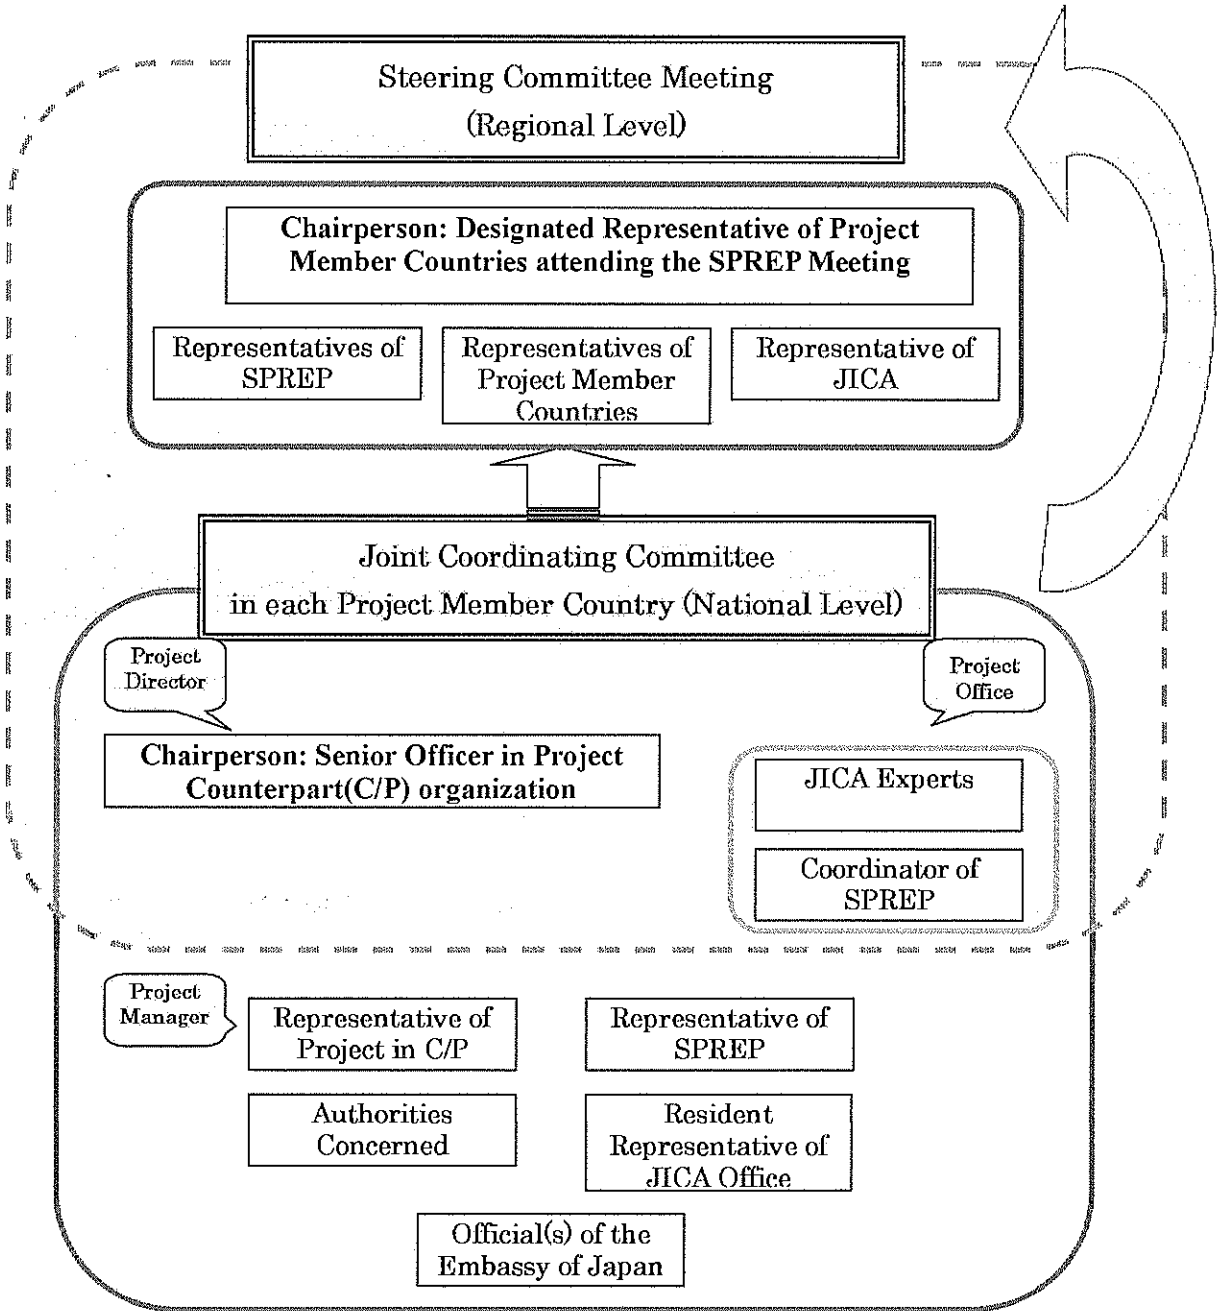 Steering Committee Meeting
(Regional Level)
Chairperson: Designated Representative of Project
Member Countries attending the SPREP Meeting
Representatives of
SPREP
Representatives of
Project Member
Countries
Representative of
JICA
Joint Coordinating Committee
in each Project Member Country (National Level)
Project
Director
Project
Office
Chairperson: Senior Officer in Project
Counterpart(C/P) organization
JICA Experts
Coordinator of
SPREP
Project
Manager
Representative of
Project in C/P
Representative of
SPREP
Authorities
Concerned
Resident
Representative of
JICA Office
Official(s) of the
Embassy of Japan